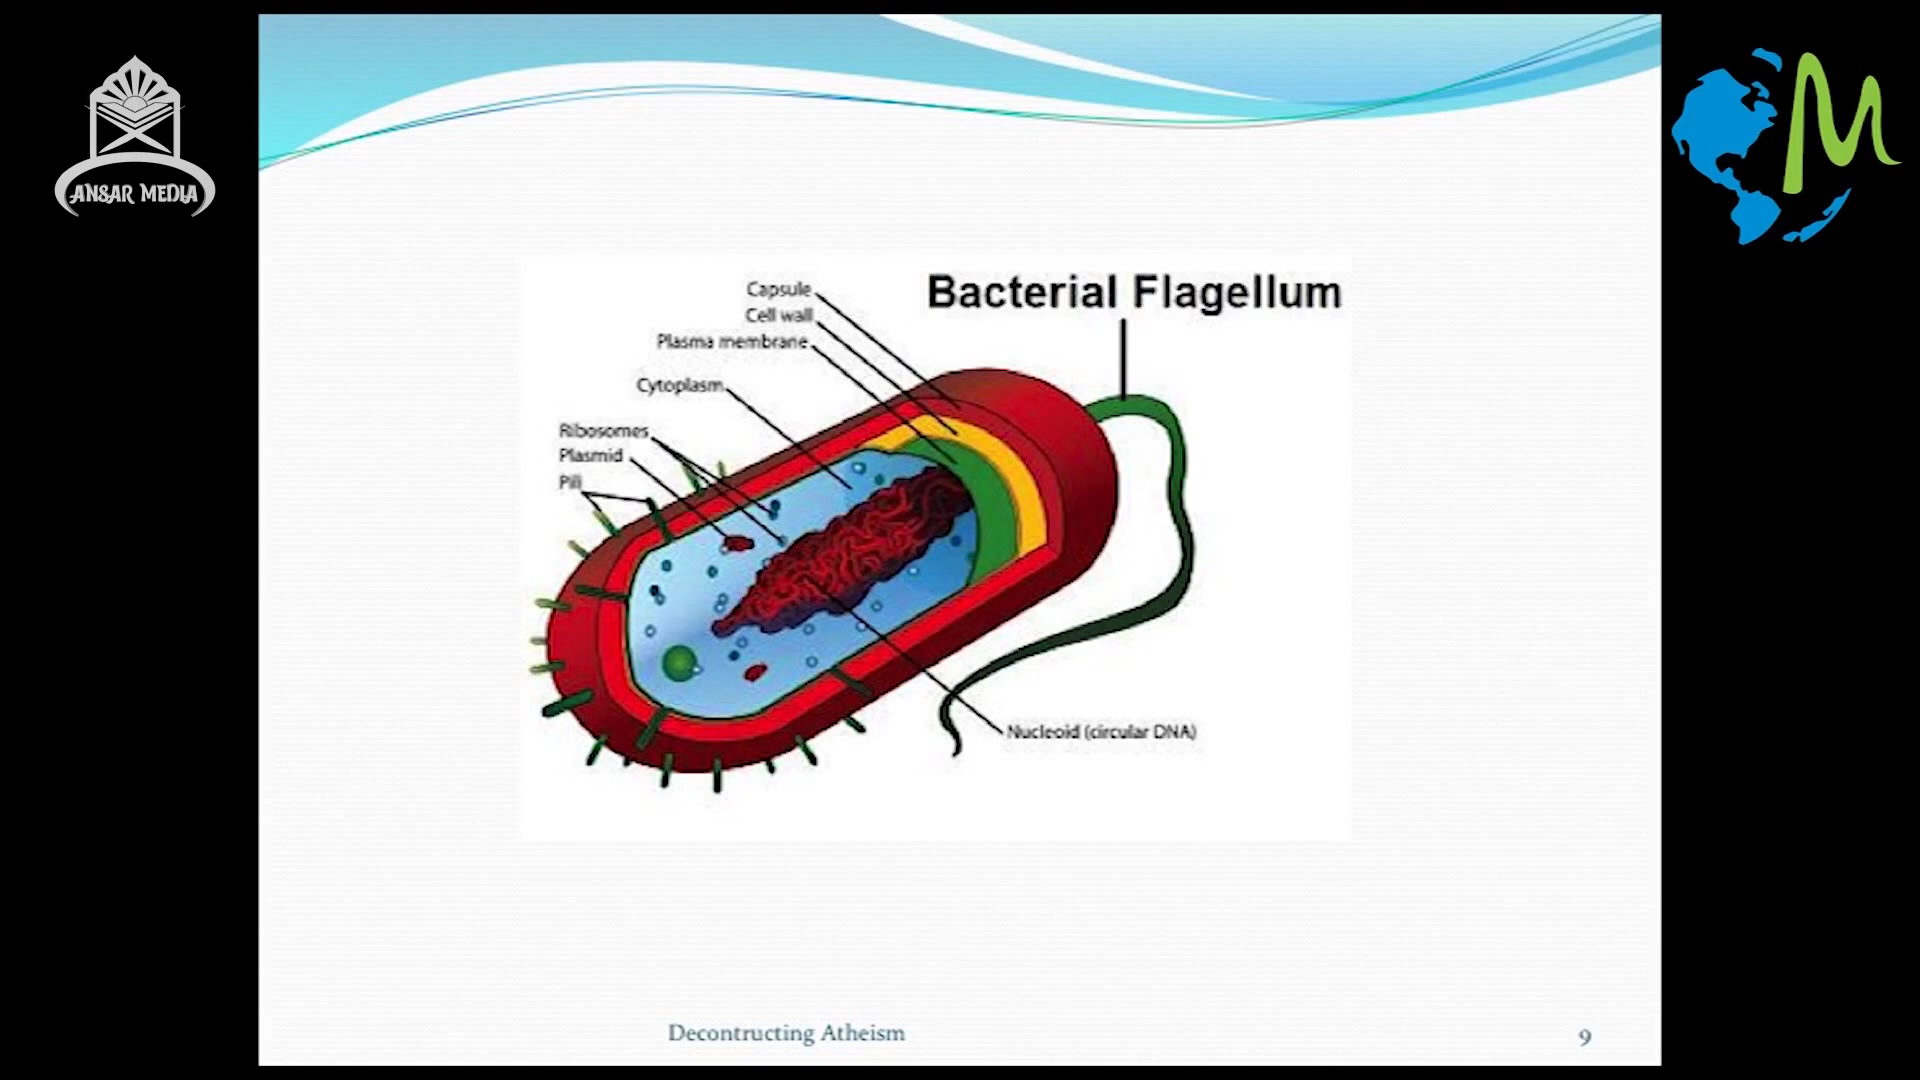 ANSAR MEDIA
M
Bacterial Flagellum
Capsule
Cell wall
Plasma membrane
Cytoplasm
Ribosomes
Plasmid
Pili
Nucleoid (circular DNA)
Decontructing Atheism
9